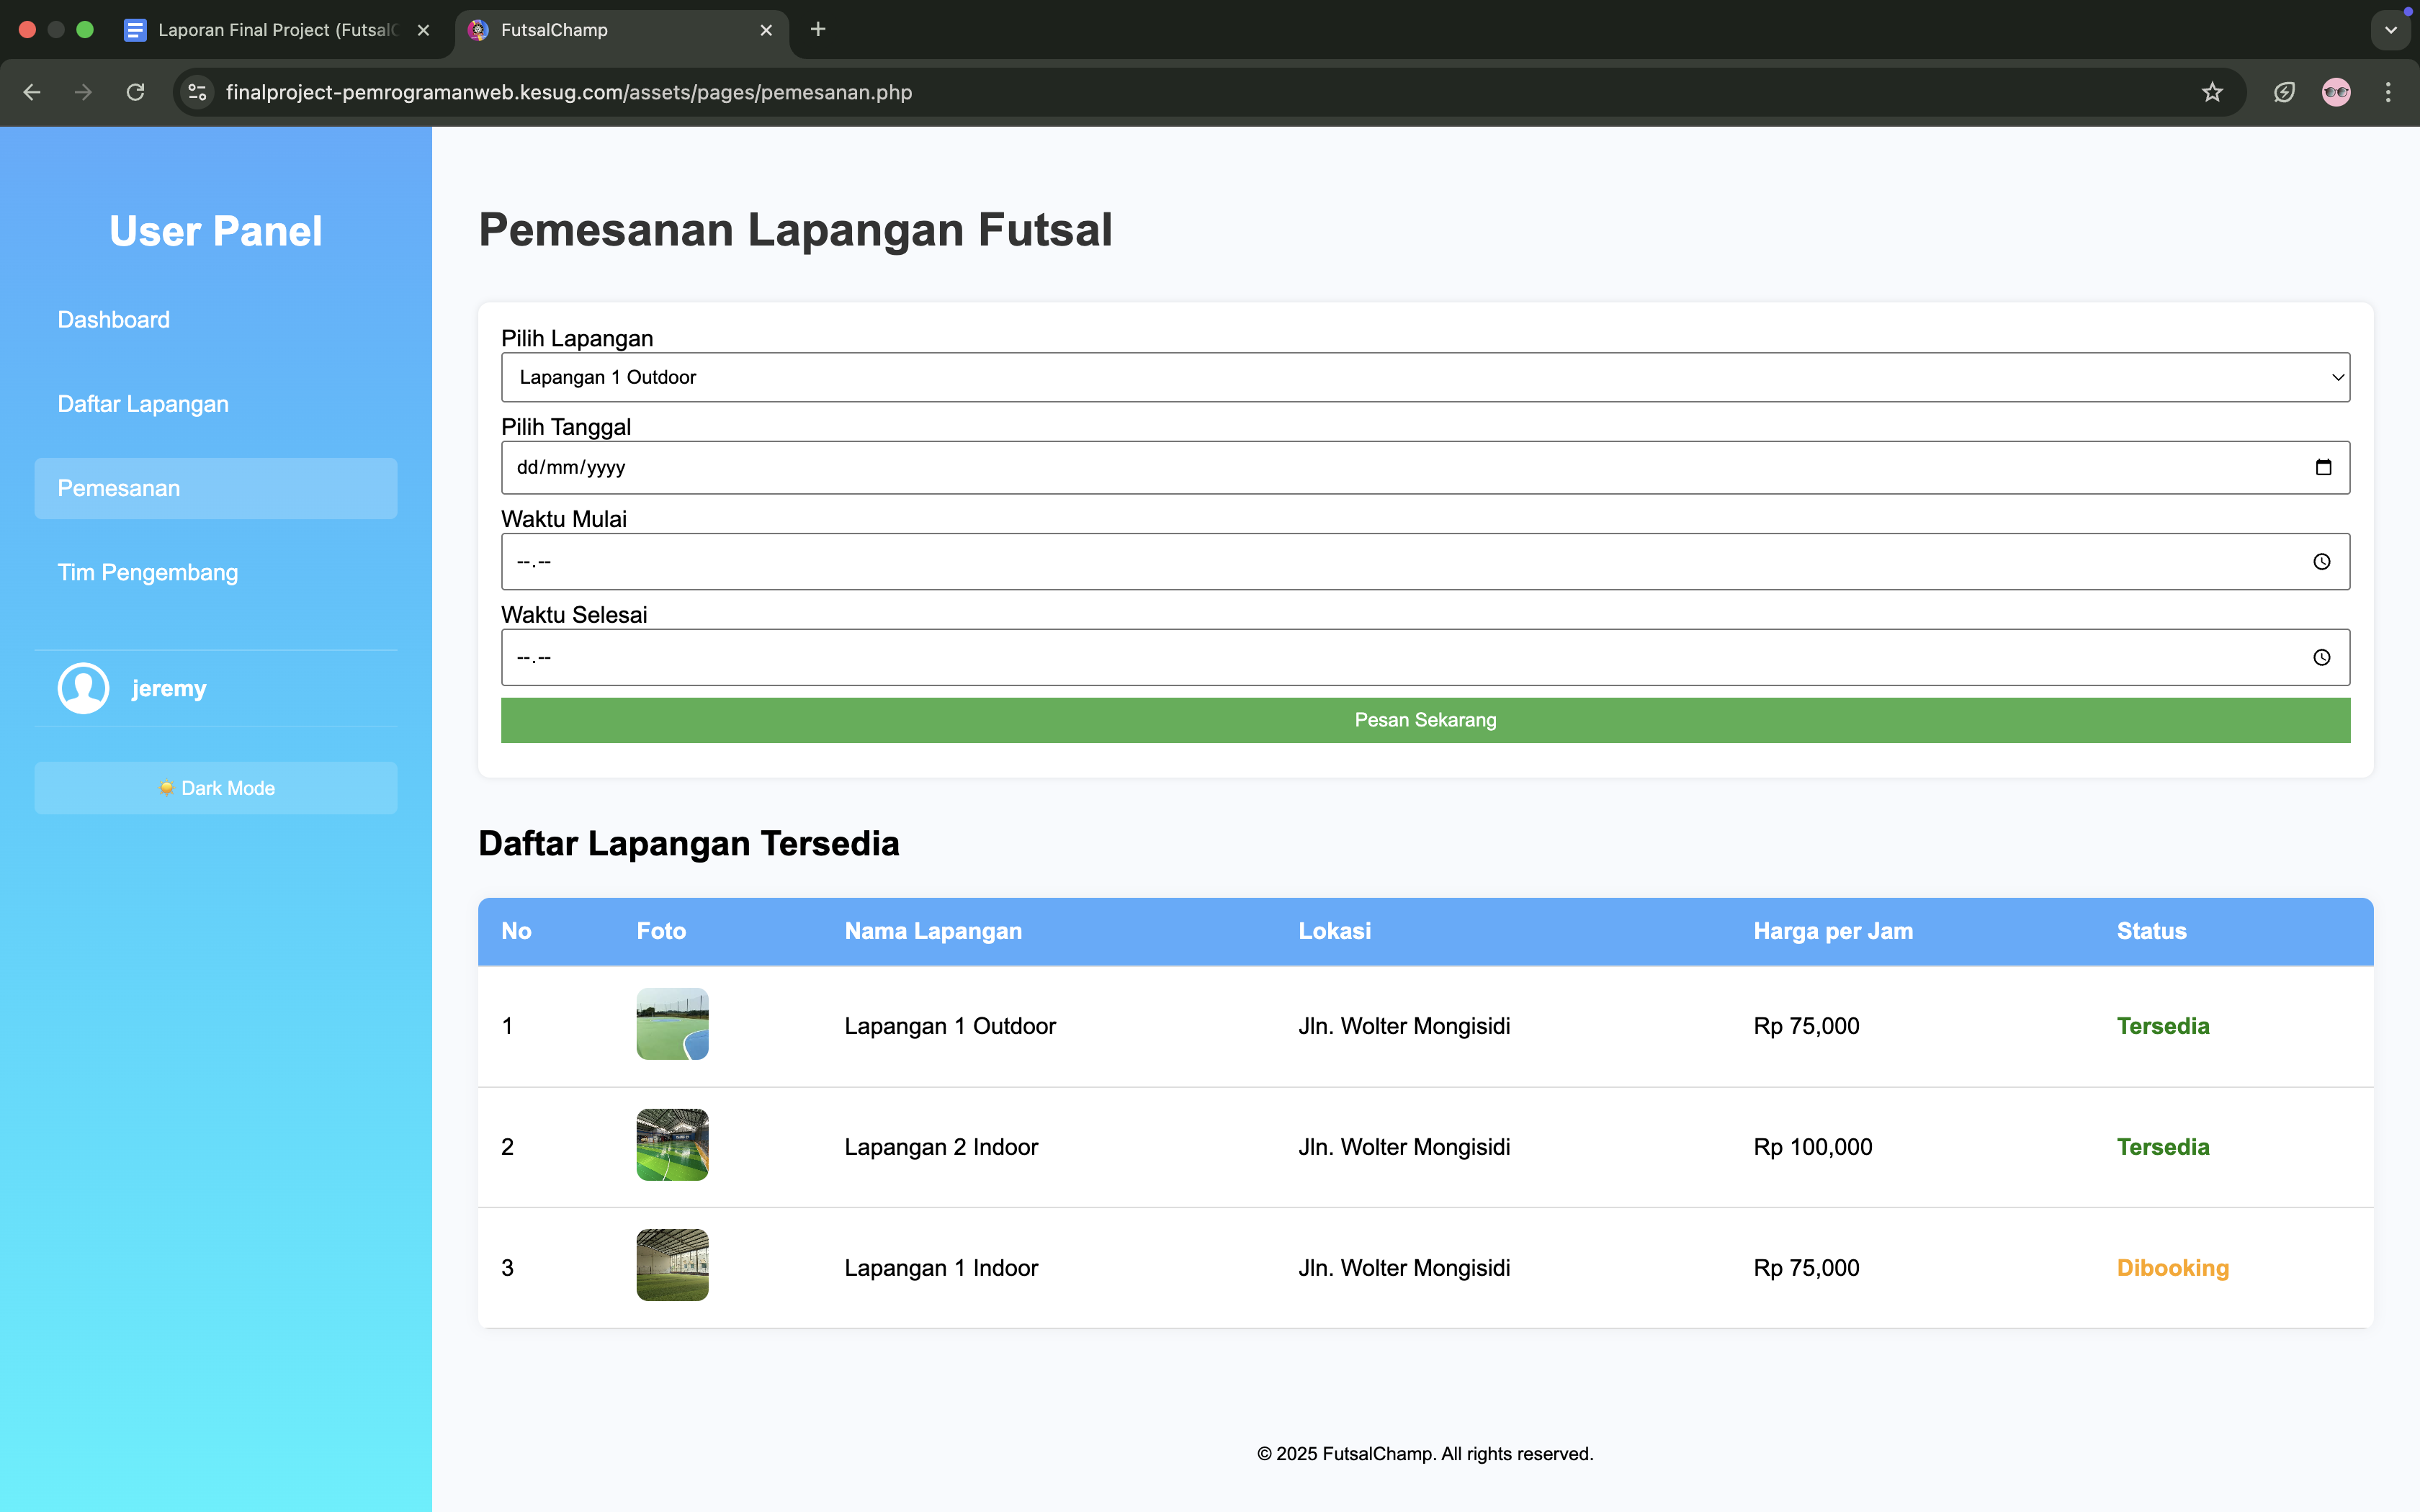 Laporan Final Project (Futsal
FutsalChamp
finalproject-pemrogramanweb.kesug.com/assets/pages/pemesanan.php
User Panel
Dashboard
Daftar Lapangan
Pemesanan
Tim Pengembang
jeremy
Dark Mode
Pemesanan Lapangan Futsal
Pilih Lapangan
Lapangan 1 Outdoor
Pilih Tanggal
dd/mm/yyyy
Waktu Mulai
--.--
Waktu Selesai
--.--
Pesan Sekarang
Daftar Lapangan Tersedia
No Foto Nama Lapangan Lokasi Harga per Jam Status
1 Lapangan 1 Outdoor Jln. Wolter Mongisidi Rp 75,000 Tersedia
2 Lapangan 2 Indoor Jln. Wolter Mongisidi Rp 100,000 Tersedia
3 Lapangan 1 Indoor Jln. Wolter Mongisidi Rp 75,000 Dibooking
© 2025 FutsalChamp. All rights reserved.